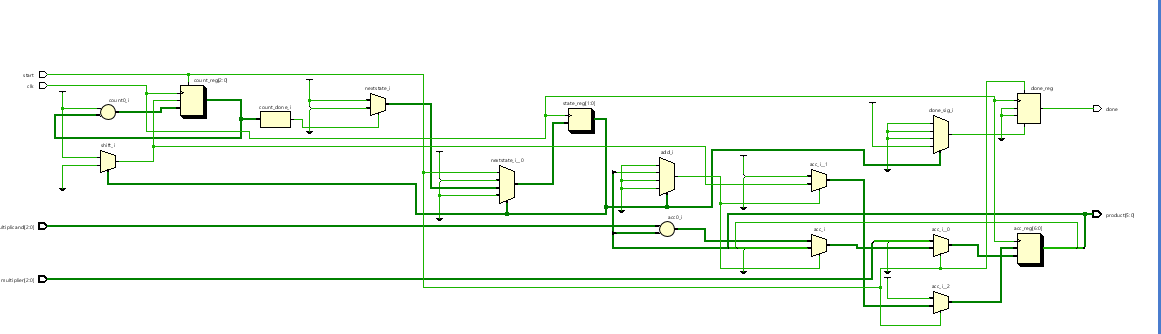 start
clk
count0_i
shift_i
count_reg[2:0]
count_done_i
nextstate_i
nextstate_i__0
state_reg[1:0]
add_i
acc0_i
acc_i__1
acc_i
done_sig_i
acc_i__0
acc_i__2
done_reg
acc_reg[6:0]
done
product[5:0]
ultiplicand[2:0]
multiplier[2:0]